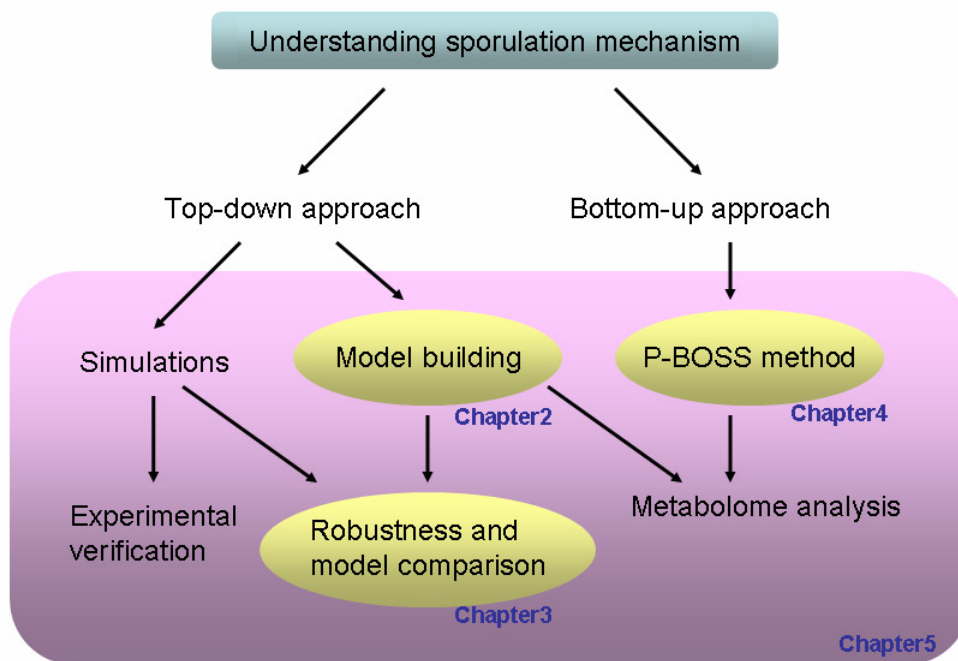 Understanding sporulation mechanism
Top-down approach
Bottom-up approach
Simulations
Model building
P-BOSS method
Chapter2
Chapter4
Experimental
verification
Robustness and
model comparison
Metabolome analysis
Chapter3
Chapter5